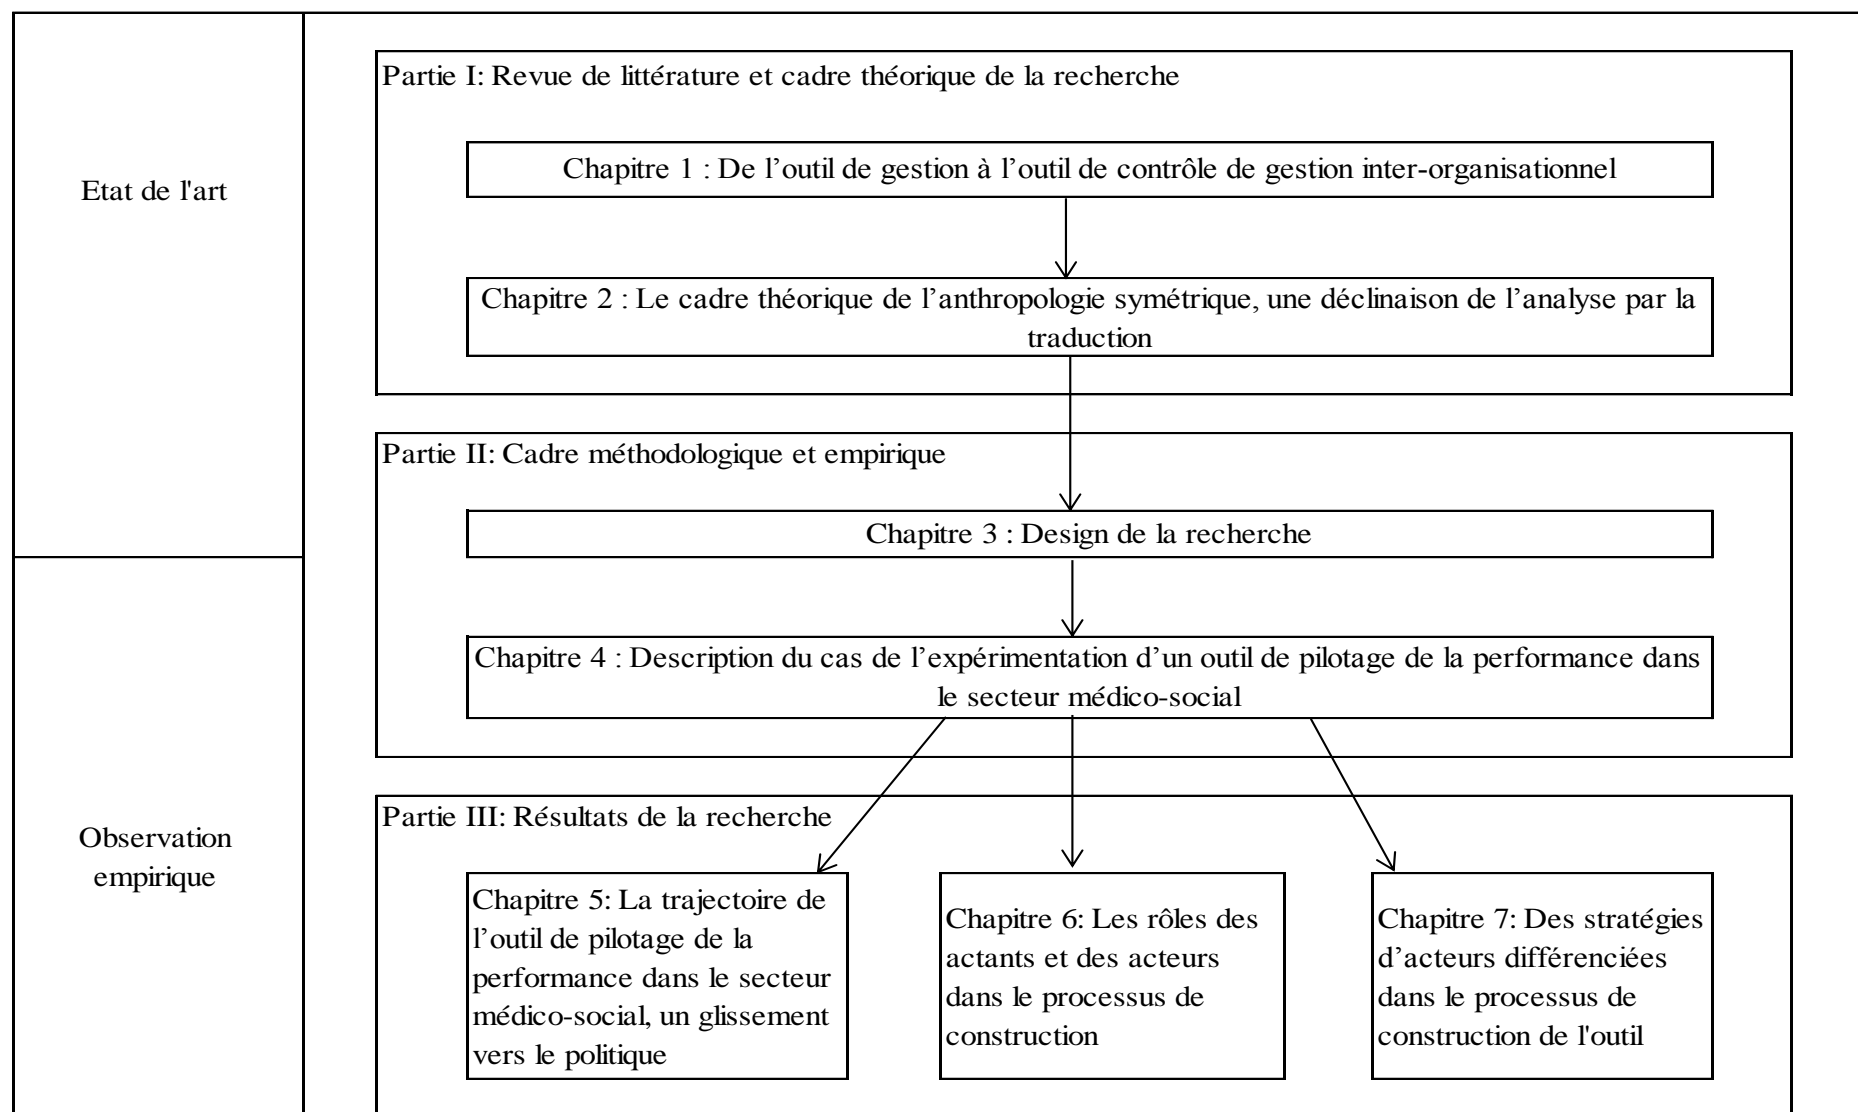 Etat de l'art
Partie I: Revue de littérature et cadre théorique de la recherche
Chapitre 1 : De l’outil de gestion à l’outil de contrôle de gestion inter-organisationnel
Chapitre 2 : Le cadre théorique de l’anthropologie symétrique, une déclinaison de l’analyse par la
traduction
Partie II: Cadre méthodologique et empirique
Chapitre 3 : Design de la recherche
Chapitre 4 : Description du cas de l’expérimentation d’un outil de pilotage de la performance dans
le secteur médico-social
Observation
empirique
Partie III: Résultats de la recherche
Chapitre 5: La trajectoire de
l’outil de pilotage de la
performance dans le secteur
médico-social, un glissement
vers le politique
Chapitre 6: Les rôles des
actants et des acteurs
dans le processus de
construction
Chapitre 7: Des stratégies
d’acteurs différenciées
dans le processus de
construction de l'outil